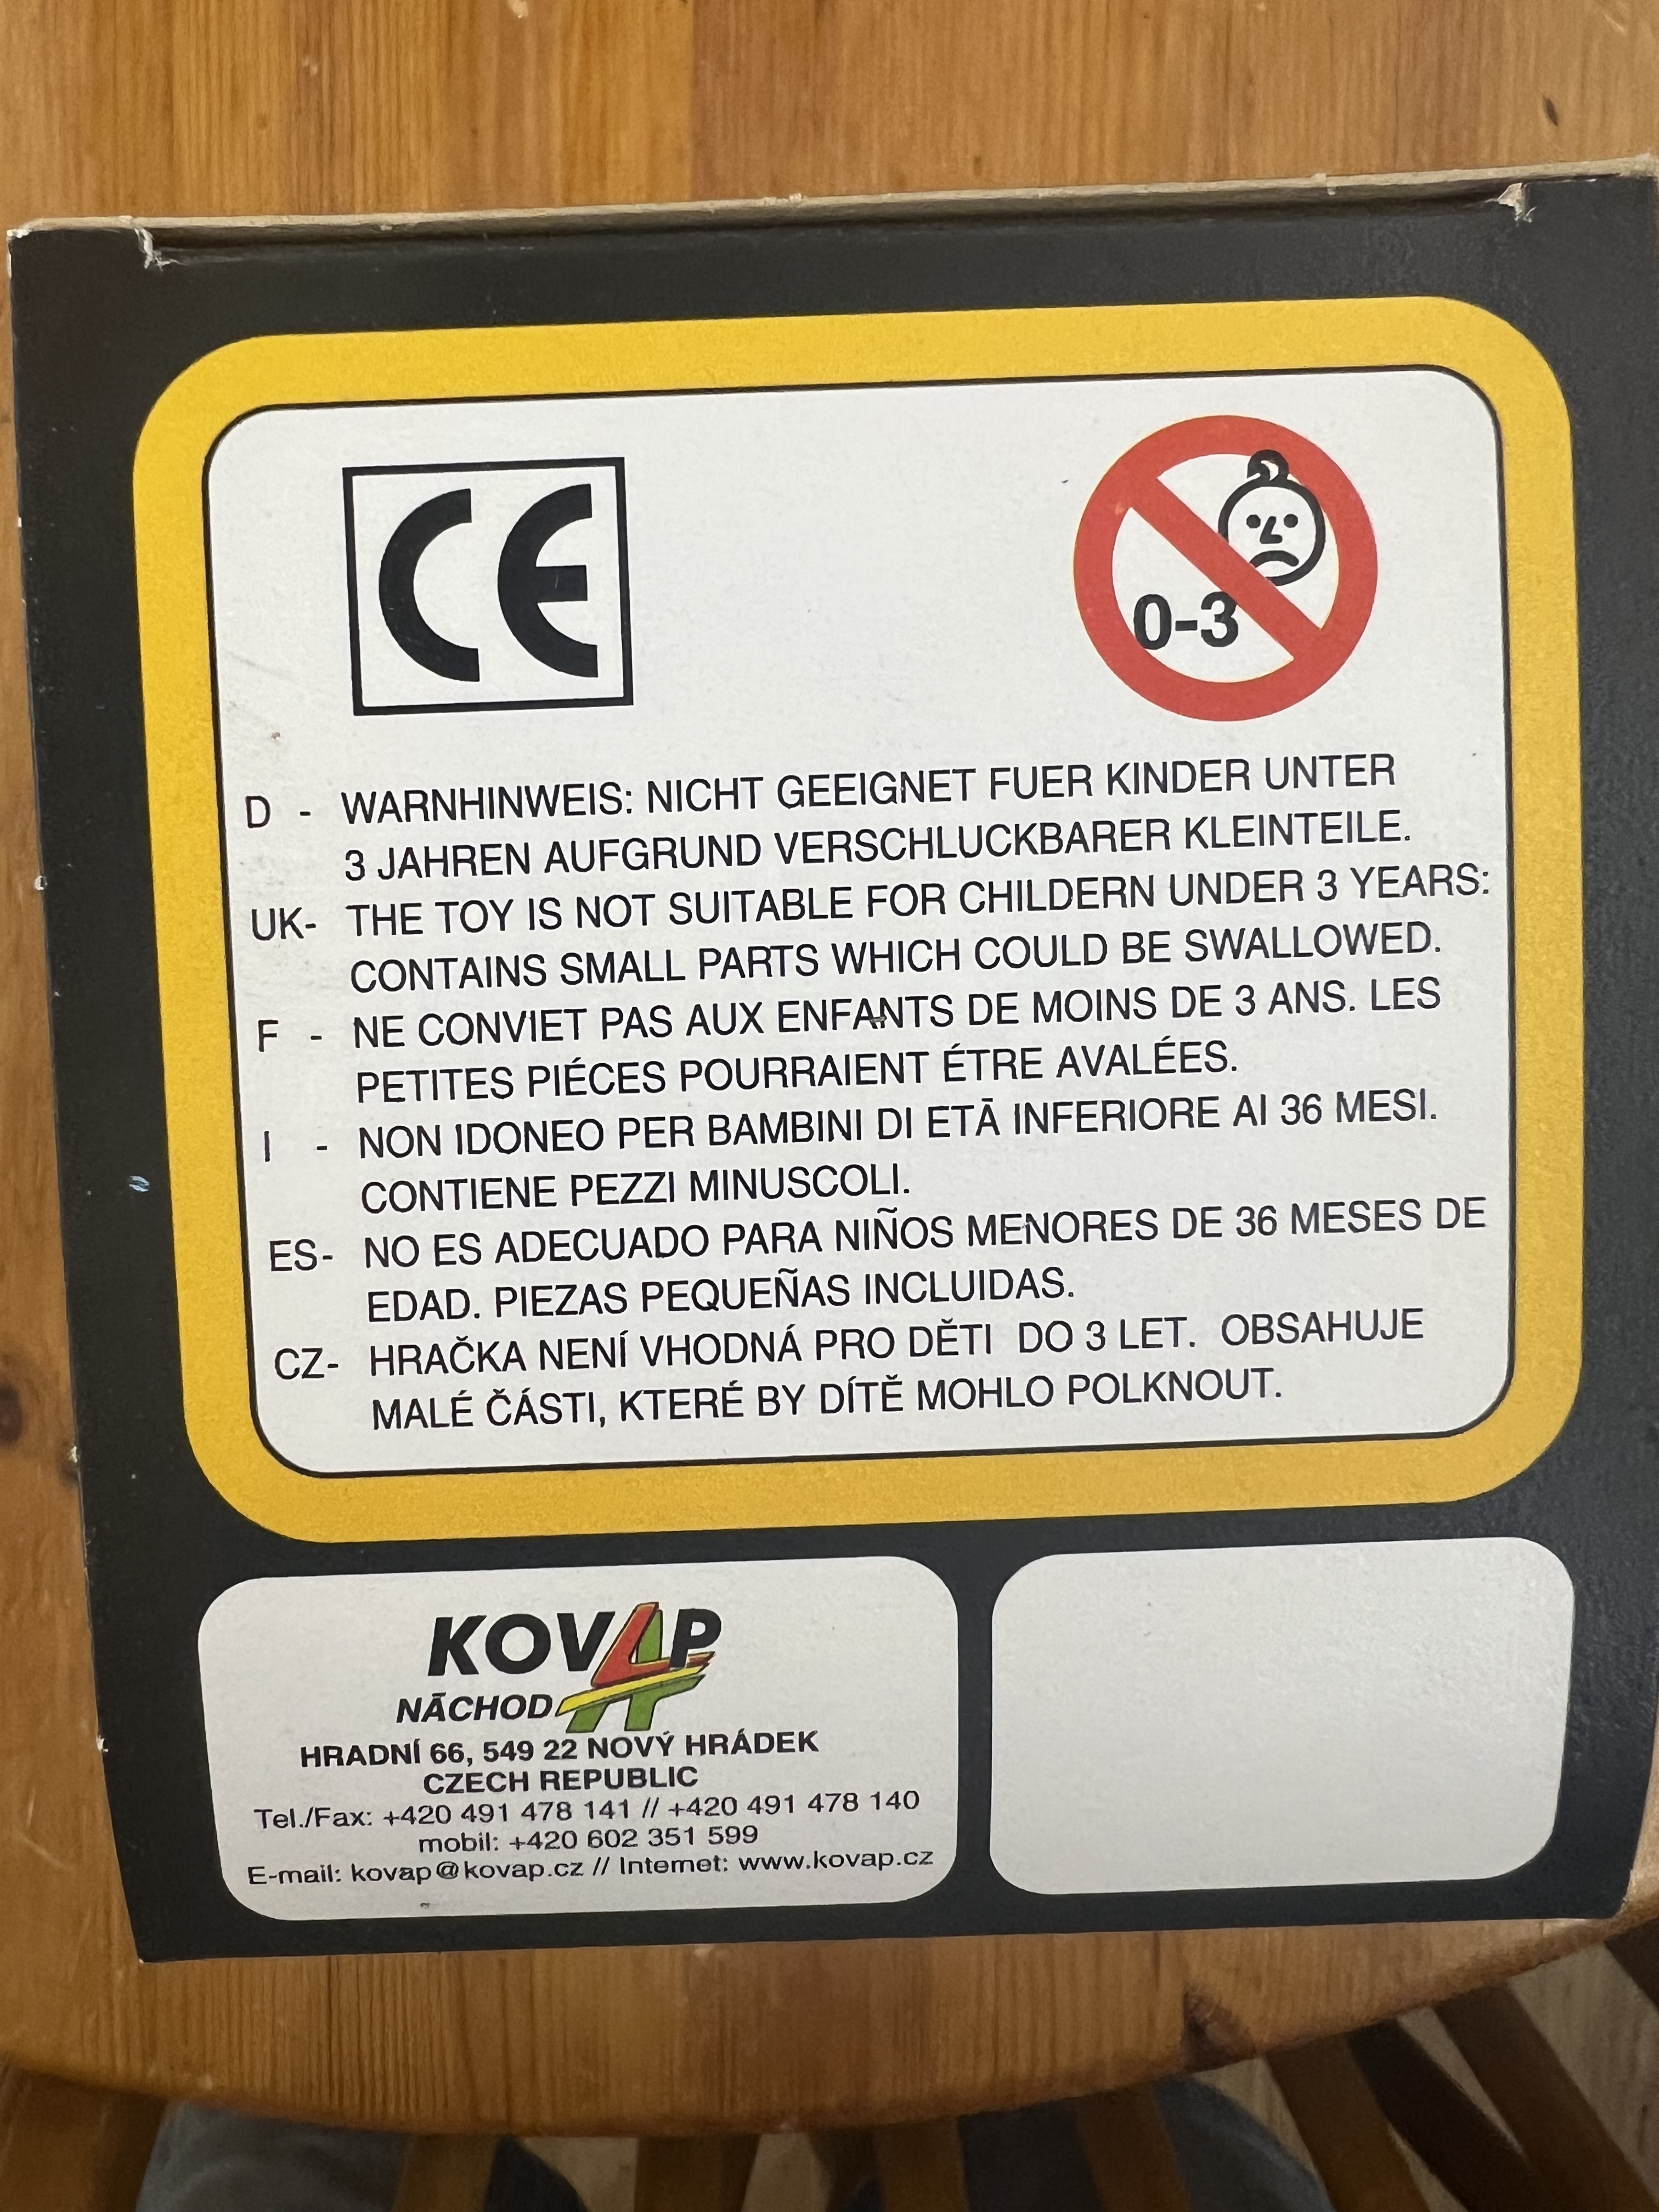 CE
0-3
D - WARNHINWEIS: NICHT GEEIGNET FUER KINDER UNTER
3 JAHREN AUFGRUND VERSCHLUCKBARER KLEINTEILE.
UK- THE TOY IS NOT SUITABLE FOR CHILDERN UNDER 3 YEARS:
CONTAINS SMALL PARTS WHICH COULD BE SWALLOWED.
F - NE CONVIET PAS AUX ENFANTS DE MOINS DE 3 ANS. LES
PETITES PIÉCES POURRAIENT ÉTRE AVALÉES.
I - NON IDONEO PER BAMBINI DI ETĀ INFERIORE AI 36 MESI.
CONTIENE PEZZI MINUSCOLI.
ES- NO ES ADECUADO PARA NIÑOS MENORES DE 36 MESES DE
EDAD. PIEZAS PEQUEÑAS INCLUIDAS.
CZ- HRAČKA NENÍ VHODNÁ PRO DĚTI DO 3 LET. OBSAHUJE
MALÉ ČÁSTI, KTERÉ BY DÍTĚ MOHLO POLKNOUT.
KOVAP
NĀCHOD
HRADNÍ 66, 549 22 NOVÝ HRÁDEK
CZECH REPUBLIC
Tel./Fax: +420 491 478 141 // +420 491 478 140
mobil: +420 602 351 599
E-mail: kovap@kovap.cz // Internet: www.kovap.cz